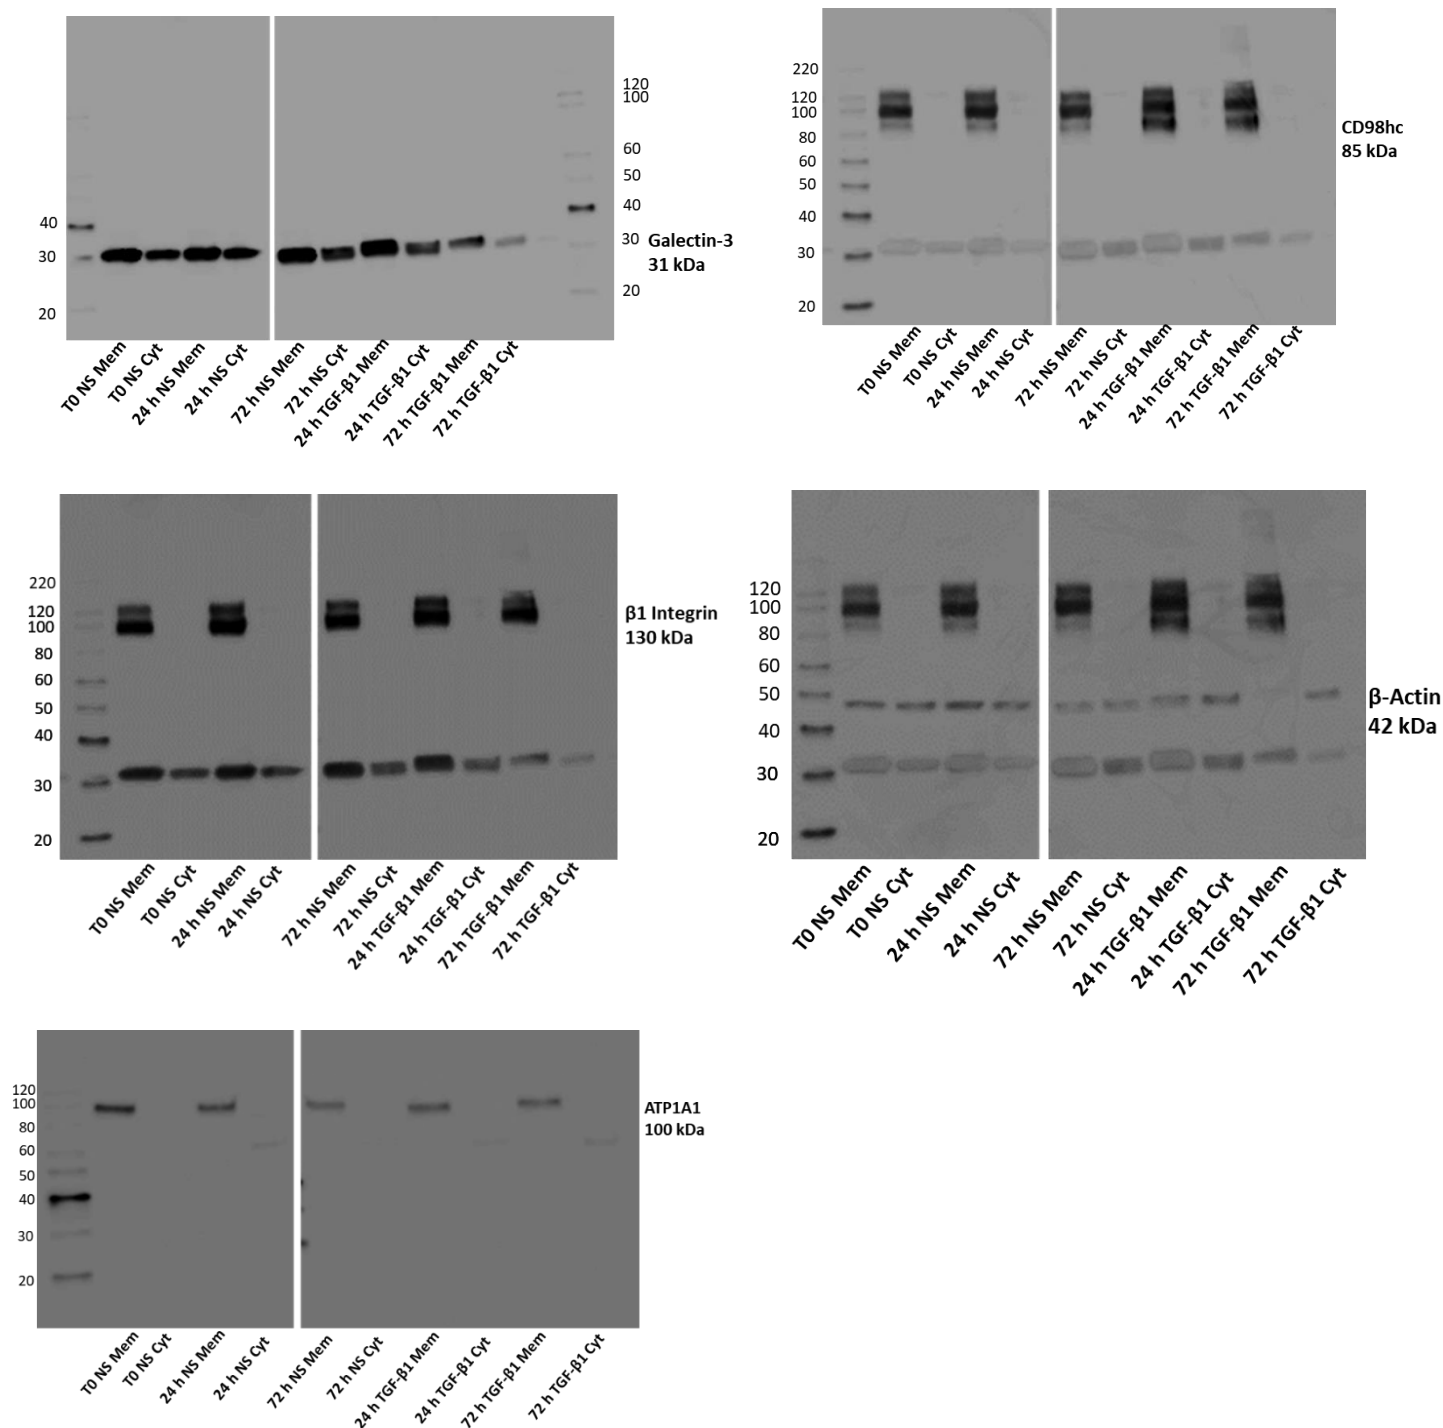 120
100
60
50
40
30
20
40
30
20
Galectin-3
31 kDa
T0 NS Mem
T0 NS Cyt
24 h NS Mem
24 h NS Cyt
72 h NS Mem
72 h NS Cyt
24 h TGF-β1 Mem
24 h TGF-β1 Cyt
72 h TGF-β1 Mem
72 h TGF-β1 Cyt
220
120
100
80
60
50
40
30
20
CD98hc
85 kDa
T0 NS Mem
T0 NS Cyt
24 h NS Mem
24 h NS Cyt
72 h NS Mem
72 h NS Cyt
24 h TGF-β1 Mem
24 h TGF-β1 Cyt
72 h TGF-β1 Mem
72 h TGF-β1 Cyt
220
120
100
80
60
50
40
30
20
β1 Integrin
130 kDa
T0 NS Mem
T0 NS Cyt
24 h NS Mem
24 h NS Cyt
72 h NS Mem
72 h NS Cyt
24 h TGF-β1 Mem
24 h TGF-β1 Cyt
72 h TGF-β1 Mem
72 h TGF-β1 Cyt
120
100
80
60
50
40
30
20
β-Actin
42 kDa
T0 NS Mem
T0 NS Cyt
24 h NS Mem
24 h NS Cyt
72 h NS Mem
72 h NS Cyt
24 h TGF-β1 Mem
24 h TGF-β1 Cyt
72 h TGF-β1 Mem
72 h TGF-β1 Cyt
120
100
80
60
50
40
30
20
ATP1A1
100 kDa
T0 NS Mem
T0 NS Cyt
24 h NS Mem
24 h NS Cyt
72 h NS Mem
72 h NS Cyt
24 h TGF-β1 Mem
24 h TGF-β1 Cyt
72 h TGF-β1 Mem
72 h TGF-β1 Cyt